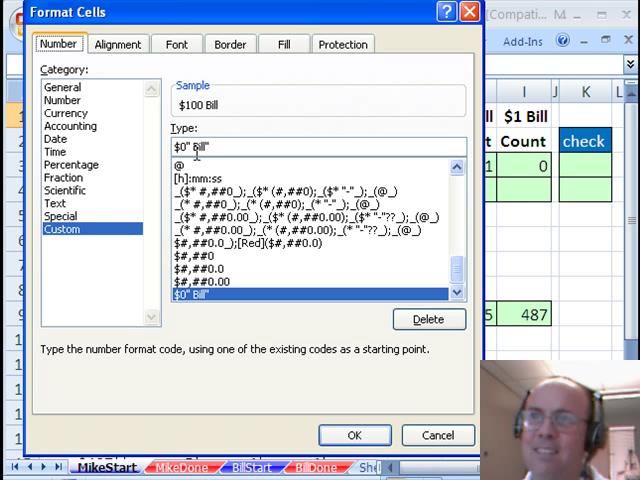 Format Cells
[Compati...
Number Alignment Font Border Fill Protection
Add-Ins
Category:
General
Number
Currency
Accounting
Date
Time
Percentage
Fraction
Scientific
Text
Special
Custom
Sample
$100 Bill
Type:
$0" Bill"
@
[h]:mm:ss
_($* #,##0_);_($* (#,##0);_($* "-"_);_(@_)
_(* #,##0_);_(* (#,##0);_(* "-"_);_(@_)
_($* #,##0.00_);_($* (#,##0.00);_($* "-"??_);_(@_)
_(* #,##0.00_);_(* (#,##0.00);_(* "-"??_);_(@_)
$#,##0.0_);[Red]($#,##0.0)
$#,##0
$#,##0.0
$#,##0.00
$0" Bill"
Delete
Type the number format code, using one of the existing codes as a starting point.
OK Cancel
I J K L
ll $1 Bill
t Count check
1 0
5 487
MikeStart MikeDone BillStart BillDone She